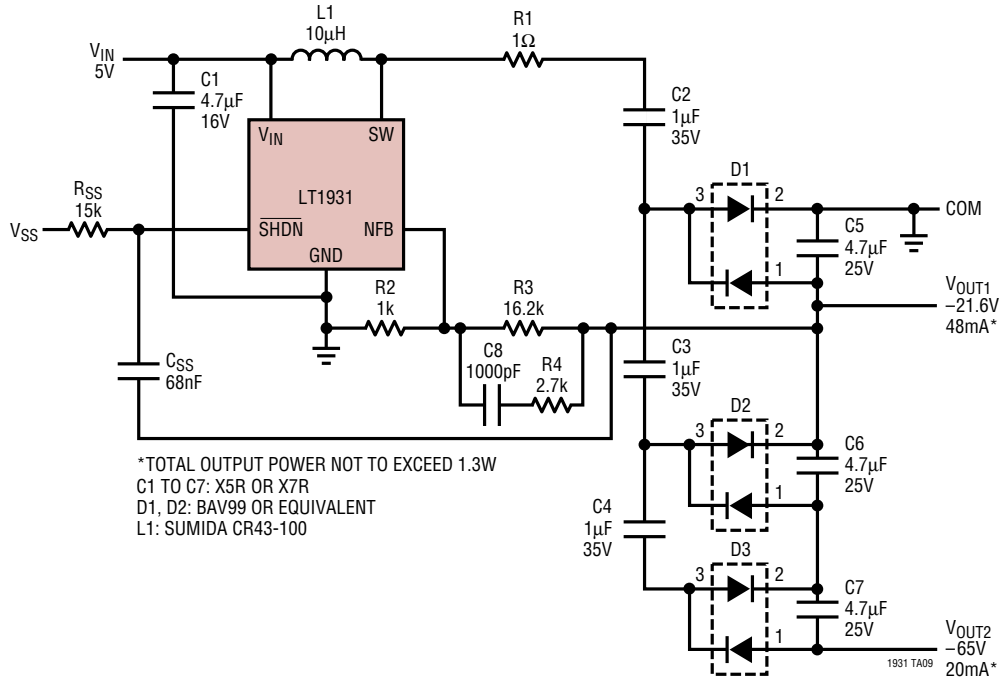 L1
10µH
R1
1Ω
VIN
5V
C1
4.7µF
16V
C2
1µF
35V
VIN
SW
D1
3
2
RSS
15k
LT1931
COM
VSS
SHDN
NFB
C5
4.7µF
25V
GND
1
VOUT1
–21.6V
48mA*
R2
1k
R3
16.2k
C8
1000pF
R4
2.7k
C3
1µF
35V
CSS
68nF
D2
3
2
C6
4.7µF
25V
1
*TOTAL OUTPUT POWER NOT TO EXCEED 1.3W
C1 TO C7: X5R OR X7R
D1, D2: BAV99 OR EQUIVALENT
L1: SUMIDA CR43-100
C4
1µF
35V
D3
3
2
C7
4.7µF
25V
1
VOUT2
–65V
20mA*
1931 TA09